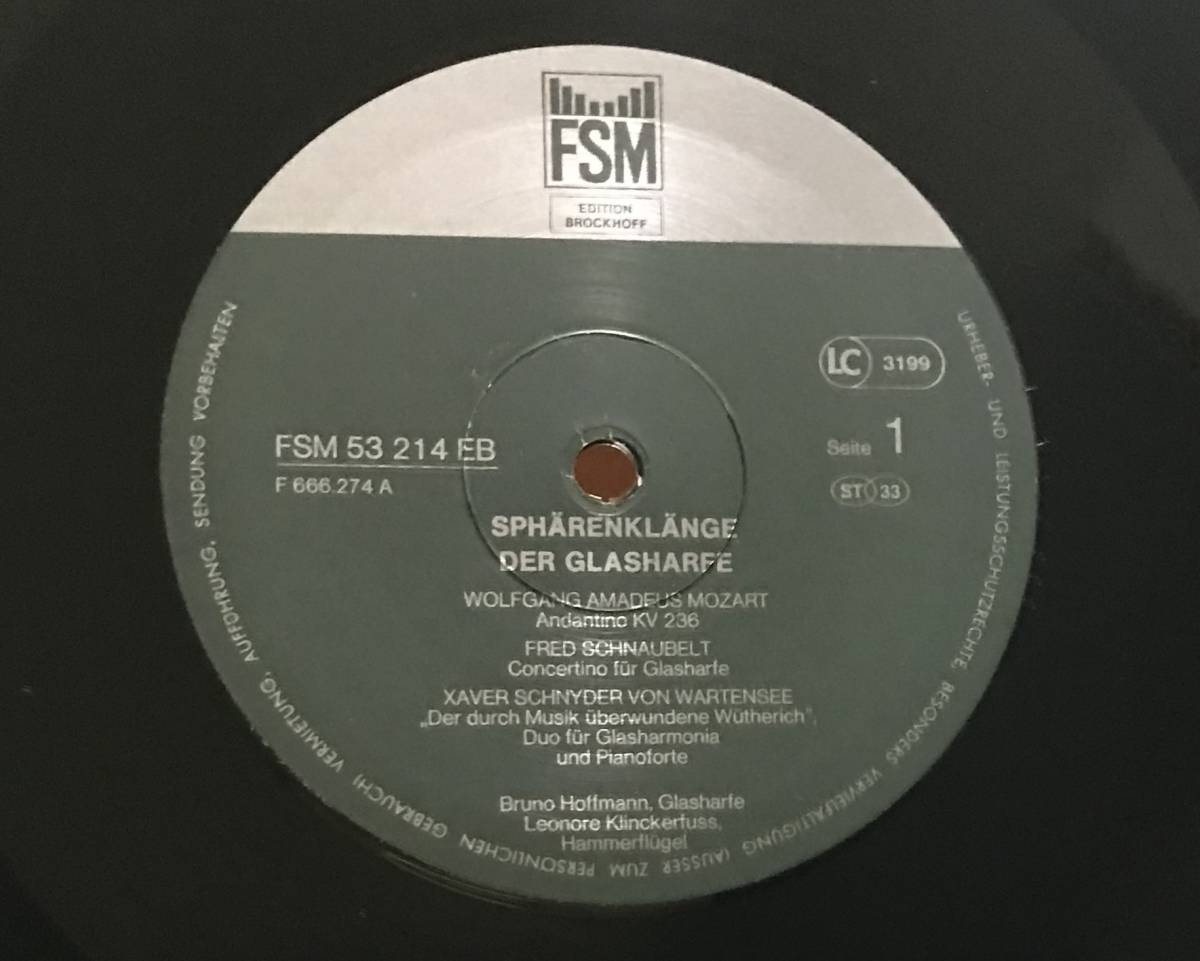 FSM
EDITION
BROCKHOFF
LC 3199
FSM 53 214 EB
F 666.274 A
Seite 1
ST 33
SPHÄRENKLÄNGE
DER GLASHARFE
WOLFGANG AMADEUS MOZART
Andantino KV 236
FRED SCHNAUBELT
Concertino für Glasharfe
XAVER SCHNYDER VON WARTENSEE
„Der durch Musik überwundene Wütherich",
Duo für Glasharmonia
und Pianoforte
Bruno Hoffmann, Glasharfe
Leonore Klinckerfuss,
Hammerflügel
URHEBER- UND LEISTUNGSSCHUTZRECHTE, BESONDERS VERVIELFÄLTIGUNG (AUSSER ZUM PERSÖNLICHEN GEBRAUCH) VERMIETUNG, AUFFÜHRUNG, SENDUNG VORBEHALTEN